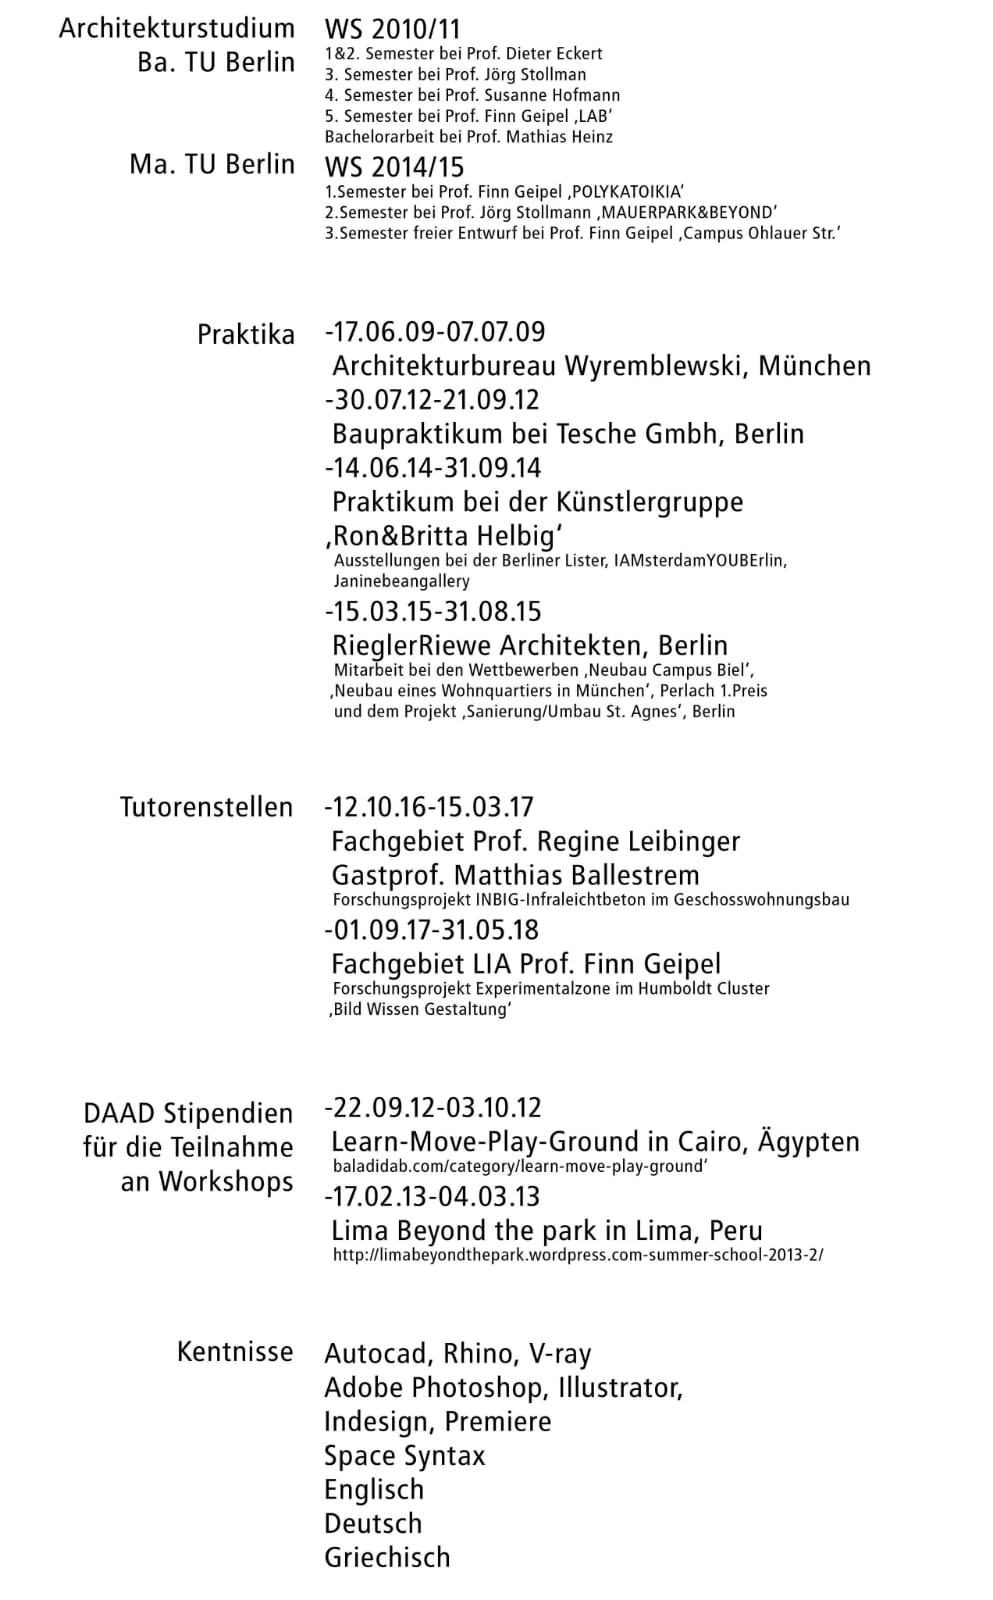 Architekturstudium WS 2010/11
Ba. TU Berlin 1&2. Semester bei Prof. Dieter Eckert
3. Semester bei Prof. Jörg Stollman
4. Semester bei Prof. Susanne Hofmann
5. Semester bei Prof. Finn Geipel ‚LAB‘
Bachelorarbeit bei Prof. Mathias Heinz
Ma. TU Berlin WS 2014/15
1.Semester bei Prof. Finn Geipel ‚POLYKATOIKIA‘
2.Semester bei Prof. Jörg Stollmann ‚MAUERPARK&BEYOND‘
3.Semester freier Entwurf bei Prof. Finn Geipel ‚Campus Ohlauer Str.‘
Praktika -17.06.09-07.07.09
Architekturbureau Wyremblewski, München
-30.07.12-21.09.12
Baupraktikum bei Tesche Gmbh, Berlin
-14.06.14-31.09.14
Praktikum bei der Künstlergruppe
‚Ron&Britta Helbig‘
Ausstellungen bei der Berliner Lister, IAMsterdamYOUBErlin,
Janinebeangallery
-15.03.15-31.08.15
RieglerRiewe Architekten, Berlin
Mitarbeit bei den Wettbewerben ‚Neubau Campus Biel‘,
‚Neubau eines Wohnquartiers in München‘, Perlach 1.Preis
und dem Projekt ‚Sanierung/Umbau St. Agnes‘, Berlin
Tutorenstellen -12.10.16-15.03.17
Fachgebiet Prof. Regine Leibinger
Gastprof. Matthias Ballestrem
Forschungsprojekt INBIG-Infraleichtbeton im Geschosswohnungsbau
-01.09.17-31.05.18
Fachgebiet LIA Prof. Finn Geipel
Forschungsprojekt Experimentalzone im Humboldt Cluster
‚Bild Wissen Gestaltung‘
DAAD Stipendien -22.09.12-03.10.12
für die Teilnahme Learn-Move-Play-Ground in Cairo, Ägypten
an Workshops baladidab.com/category/learn-move-play-ground‘
-17.02.13-04.03.13
Lima Beyond the park in Lima, Peru
http://limabeyondthepark.wordpress.com-summer-school-2013-2/
Kentnisse Autocad, Rhino, V-ray
Adobe Photoshop, Illustrator,
Indesign, Premiere
Space Syntax
Englisch
Deutsch
Griechisch